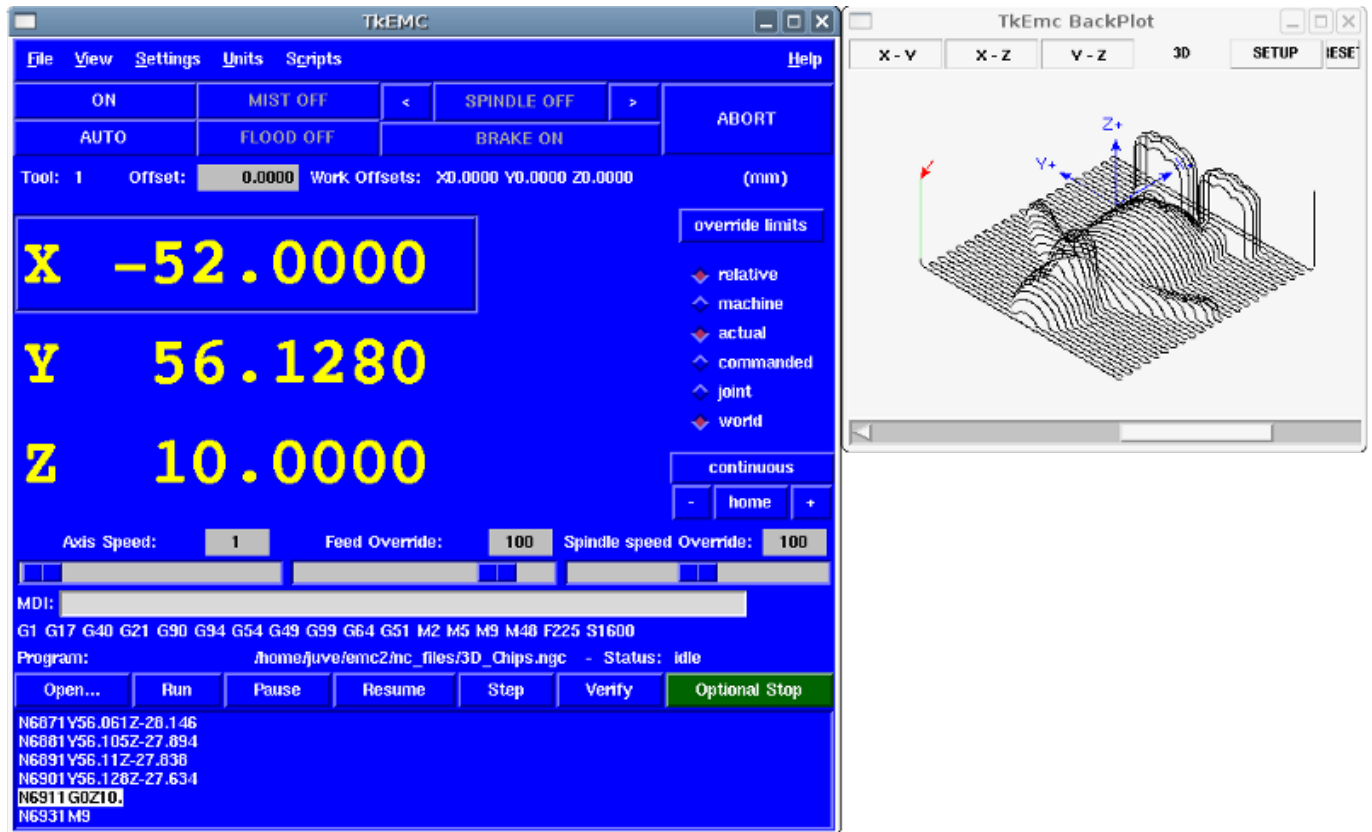 TkEMC
File View Settings Units Scripts Help
ON MIST OFF < SPINDLE OFF > ABORT
AUTO FLOOD OFF BRAKE ON
Tool: 1 Offset: 0.0000 Work Offsets: X0.0000 Y0.0000 Z0.0000 (mm)
override limits
X -52.0000
relative
machine
Y 56.1280
actual
commanded
joint
world
Z 10.0000
continuous
- home +
Axis Speed: 1 Feed Override: 100 Spindle speed Override: 100
MDI:
G1 G17 G40 G21 G90 G94 G54 G49 G99 G64 G51 M2 M5 M9 M48 F225 S1600
Program: /home/juve/emc2/nc_files/3D_Chips.ngc - Status: idle
Open... Run Pause Resume Step Verify Optional Stop
N6871Y56.061Z-28.146
N6881Y56.105Z-27.894
N6891Y56.11Z-27.838
N6901Y56.128Z-27.634
N6911G0Z10.
N6931M9
TkEmc BackPlot
X - Y X - Z Y - Z 3D SETUP
Z+
Y+